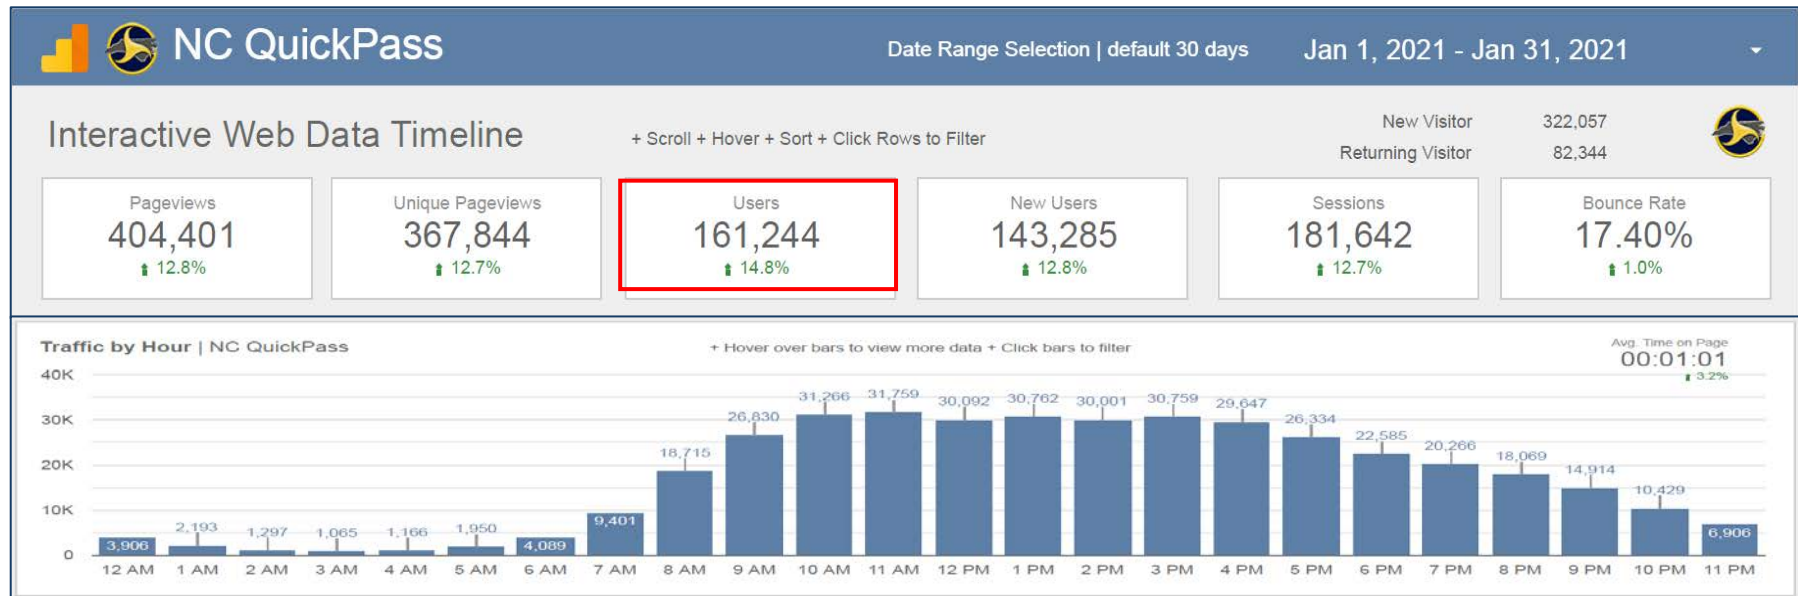 NC QuickPass
Date Range Selection | default 30 days
Jan 1, 2021 - Jan 31, 2021
Interactive Web Data Timeline
+ Scroll + Hover + Sort + Click Rows to Filter
New Visitor 322,057
Returning Visitor 82,344
Pageviews
404,401
12.8%
Unique Pageviews
367,844
12.7%
Users
161,244
14.8%
New Users
143,285
12.8%
Sessions
181,642
12.7%
Bounce Rate
17.40%
1.0%
Traffic by Hour | NC QuickPass
+ Hover over bars to view more data + Click bars to filter
Avg. Time on Page
00:01:01
3.2%
40K
30K
20K
10K
0
3,906
2,193
1,297
1,065
1,166
1,950
4,089
9,401
18,715
26,830
31,266
31,759
30,092
30,762
30,001
30,759
29,647
26,334
22,585
20,266
18,069
14,914
10,429
6,906
12 AM 1 AM 2 AM 3 AM 4 AM 5 AM 6 AM 7 AM 8 AM 9 AM 10 AM 11 AM 12 PM 1 PM 2 PM 3 PM 4 PM 5 PM 6 PM 7 PM 8 PM 9 PM 10 PM 11 PM